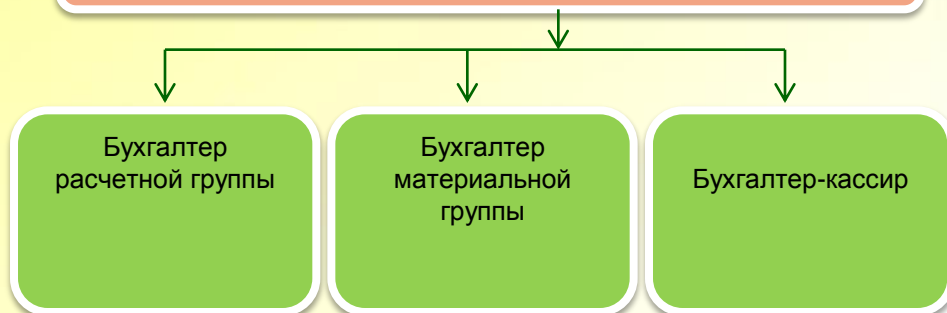 Бухгалтер
расчетной группы
Бухгалтер
материальной
группы
Бухгалтер-кассир